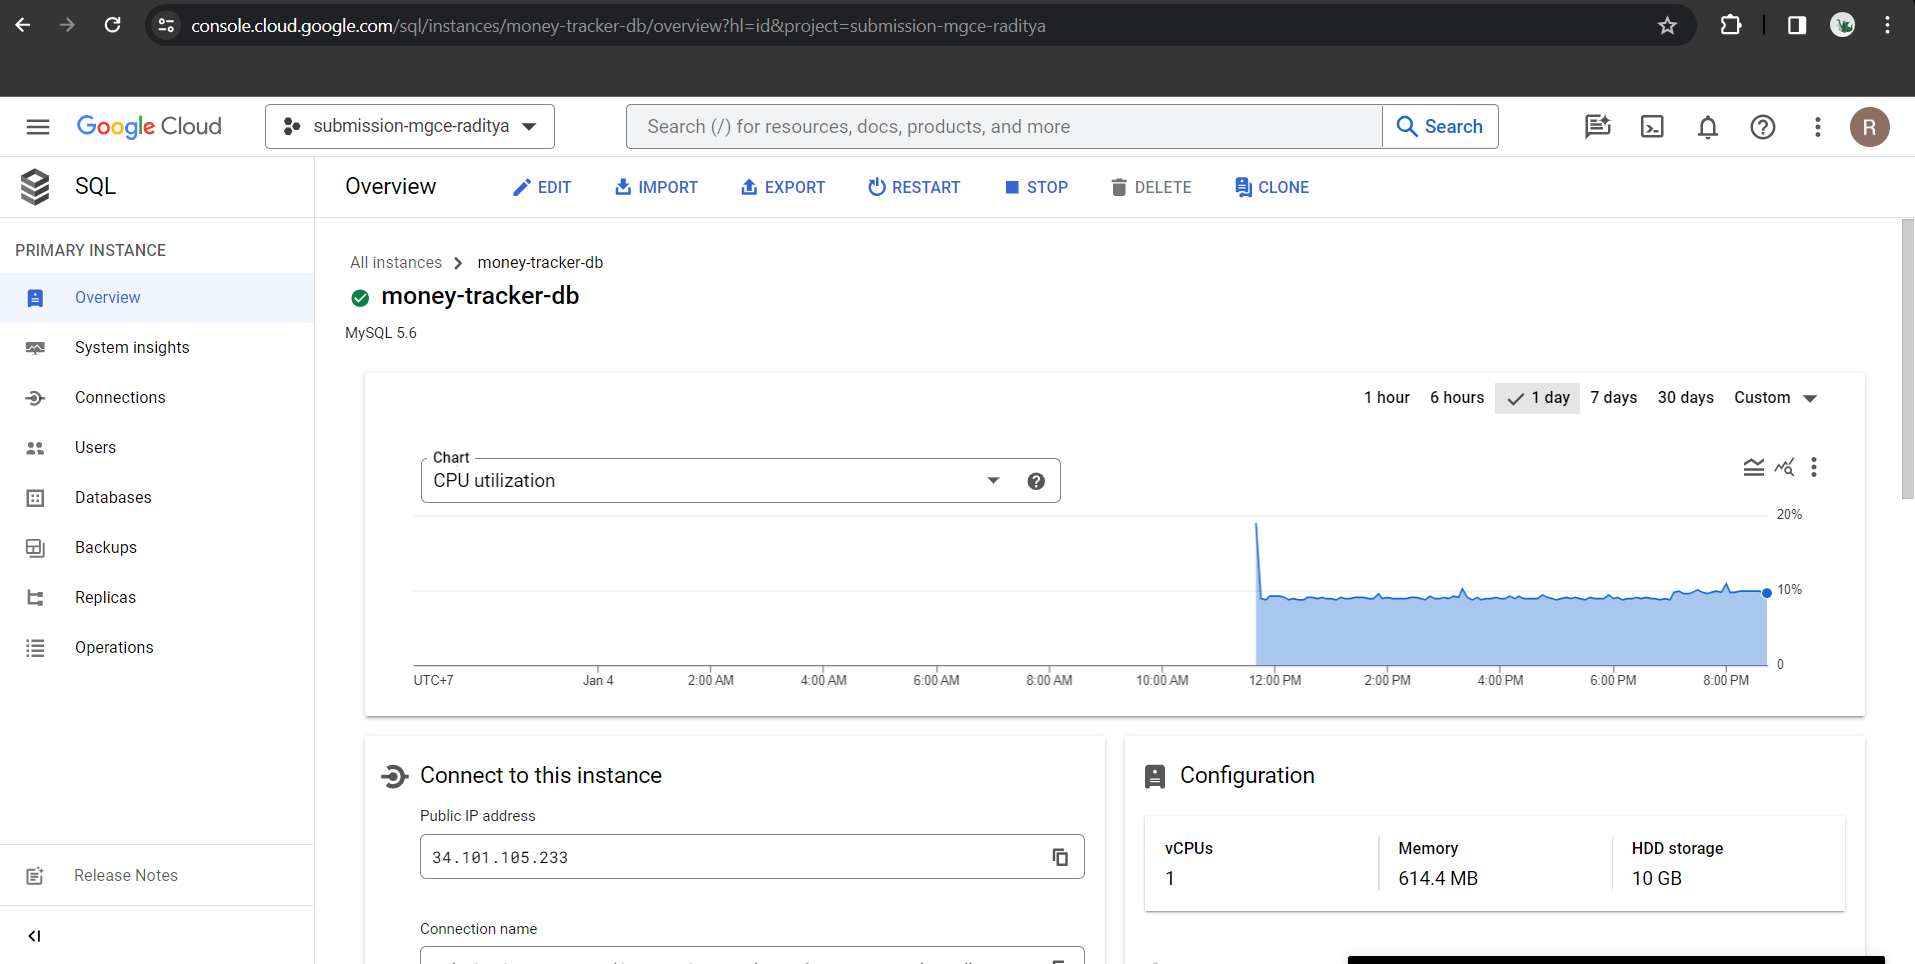 console.cloud.google.com/sql/instances/money-tracker-db/overview?hl=id&project=submission-mgce-raditya
Google Cloud
submission-mgce-raditya
Search (/) for resources, docs, products, and more
Search
R
SQL
Overview
EDIT
IMPORT
EXPORT
RESTART
STOP
DELETE
CLONE
PRIMARY INSTANCE
Overview
System insights
Connections
Users
Databases
Backups
Replicas
Operations
Release Notes
All instances
money-tracker-db
money-tracker-db
MySQL 5.6
1 hour
6 hours
1 day
7 days
30 days
Custom
Chart
CPU utilization
20%
10%
0
UTC+7
Jan 4
2:00 AM
4:00 AM
6:00 AM
8:00 AM
10:00 AM
12:00 PM
2:00 PM
4:00 PM
6:00 PM
8:00 PM
Connect to this instance
Public IP address
34.101.105.233
Connection name
Configuration
vCPUs
1
Memory
614.4 MB
HDD storage
10 GB